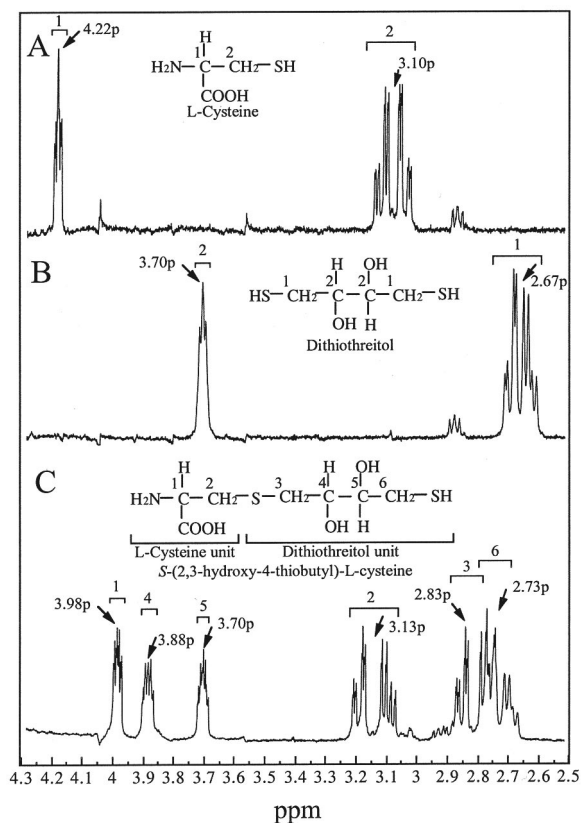 A
1
4.22p
H
1 2
H2N-C-CH2-SH
COOH
L-Cysteine
2
3.10p
B
2
3.70p
H OH
1 2 2 1
HS-CH2-C-C-CH2-SH
OH H
Dithiothreitol
1
2.67p
C
H H OH
1 2 3 4 5 6
H2N-C-CH2-S-CH2-C-C-CH2-SH
COOH OH H
L-Cysteine unit Dithiothreitol unit
S-(2,3-hydroxy-4-thiobutyl)-L-cysteine
1 4 5 2 3 6
3.98p 3.88p 3.70p 3.13p 2.83p 2.73p
4.3 4.2 4.1 4 3.9 3.8 3.7 3.6 3.5 3.4 3.3 3.2 3.1 3 2.9 2.8 2.7 2.6 2.5
ppm